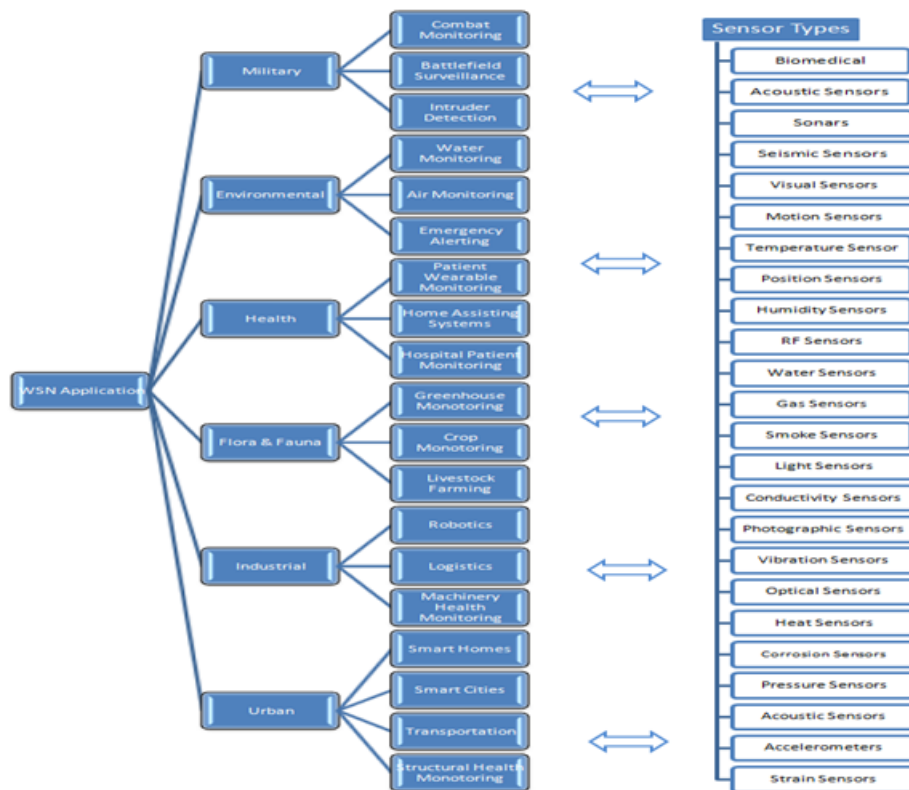 WSN Application
Military
Combat
Monitoring
Battlefield
Surveillance
Intruder
Detection
Environmental
Water
Monitoring
Air Monitoring
Emergency
Alerting
Health
Patient
Wearable
Monitoring
Home Assisting
Systems
Hospital Patient
Monitoring
Flora & Fauna
Greenhouse
Monotoring
Crop
Monotoring
Livestock
Farming
Industrial
Robotics
Logistics
Machinery
Health
Monitoring
Urban
Smart Homes
Smart Cities
Transportation
Structural Health
Monotoring
Sensor Types
Biomedical
Acoustic Sensors
Sonars
Seismic Sensors
Visual Sensors
Motion Sensors
Temperature Sensor
Position Sensors
Humidity Sensors
RF Sensors
Water Sensors
Gas Sensors
Smoke Sensors
Light Sensors
Conductivity Sensors
Photographic Sensors
Vibration Sensors
Optical Sensors
Heat Sensors
Corrosion Sensors
Pressure Sensors
Acoustic Sensors
Accelerometers
Strain Sensors